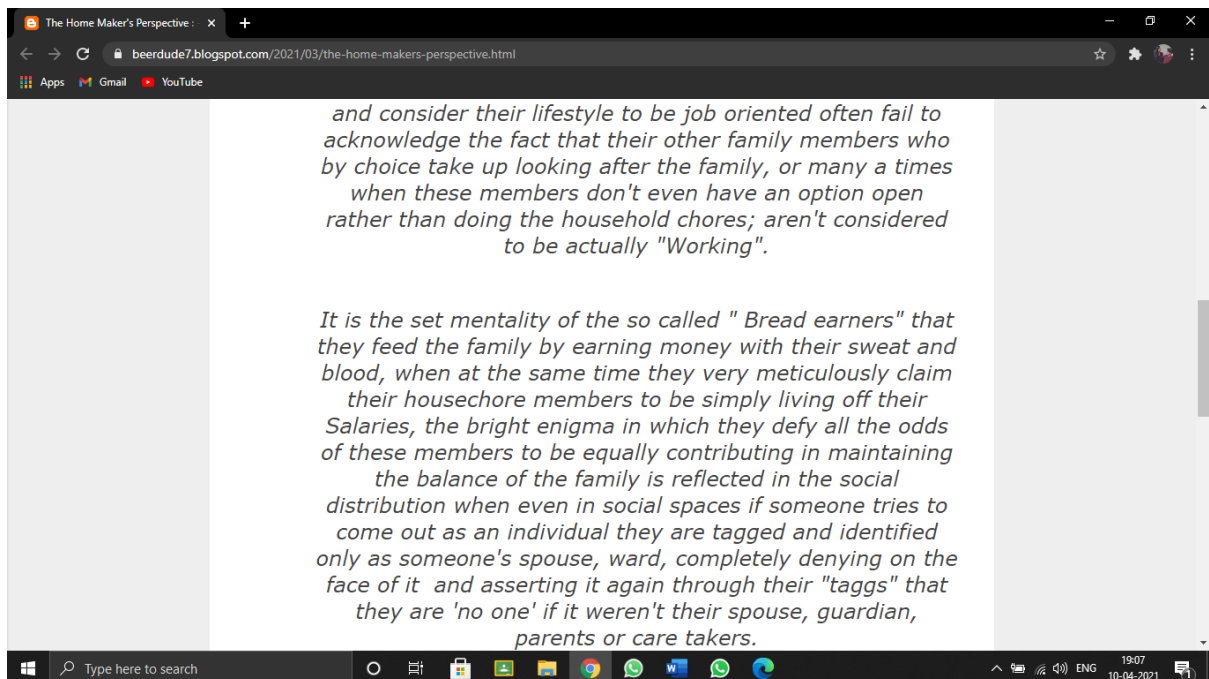 The Home Maker's Perspective :
beerdude7.blogspot.com/2021/03/the-home-makers-perspective.html
Apps Gmail YouTube
and consider their lifestyle to be job oriented often fail to
acknowledge the fact that their other family members who
by choice take up looking after the family, or many a times
when these members don't even have an option open
rather than doing the household chores; aren't considered
to be actually "Working".
It is the set mentality of the so called " Bread earners" that
they feed the family by earning money with their sweat and
blood, when at the same time they very meticulously claim
their housechore members to be simply living off their
Salaries, the bright enigma in which they defy all the odds
of these members to be equally contributing in maintaining
the balance of the family is reflected in the social
distribution when even in social spaces if someone tries to
come out as an individual they are tagged and identified
only as someone's spouse, ward, completely denying on the
face of it and asserting it again through their "taggs" that
they are 'no one' if it weren't their spouse, guardian,
parents or care takers.
Type here to search
ENG
19:07
10-04-2021